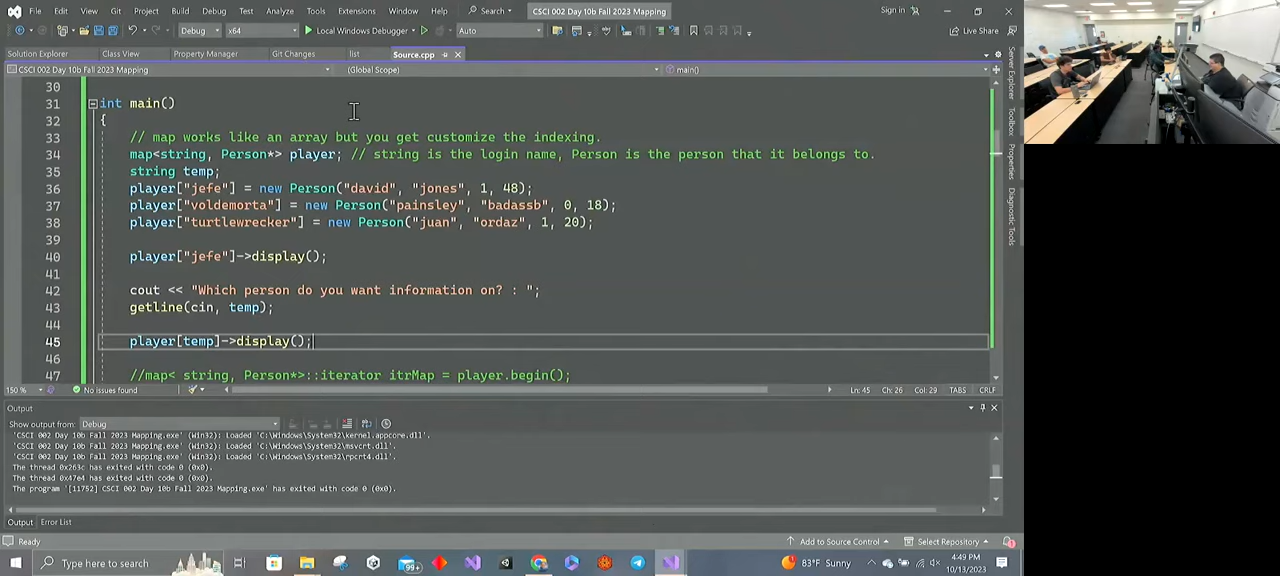 File Edit View Git Project Build Debug Test Analyze Tools Extensions Window Help Search CSCI 002 Day 10b Fall 2023 Mapping Sign in
Debug x64 Local Windows Debugger Auto Live Share
Solution Explorer Class View Property Manager Git Changes list Source.cpp
CSCI 002 Day 10b Fall 2023 Mapping (Global Scope) main()
30
31 int main()
32 {
33 // map works like an array but you get customize the indexing.
34 map<string, Person*> player; // string is the login name, Person is the person that it belongs to.
35 string temp;
36 player["jefe"] = new Person("david", "jones", 1, 48);
37 player["voldemorta"] = new Person("painsley", "badassb", 0, 18);
38 player["turtlewrecker"] = new Person("juan", "ordaz", 1, 20);
39
40 player["jefe"]->display();
41
42 cout << "Which person do you want information on? : ";
43 getline(cin, temp);
44
45 player[temp]->display();
46
47 //map< string, Person*>::iterator itrMap = player.begin();
150 % No issues found Ln: 45 Ch: 26 Col: 29 TABS CRLF
Output
Show output from: Debug
'CSCI 002 Day 10b Fall 2023 Mapping.exe' (Win32): Loaded 'C:\Windows\System32\kernel.appcore.dll'.
'CSCI 002 Day 10b Fall 2023 Mapping.exe' (Win32): Loaded 'C:\Windows\System32\msvcrt.dll'.
'CSCI 002 Day 10b Fall 2023 Mapping.exe' (Win32): Loaded 'C:\Windows\System32\rpcrt4.dll'.
The thread 0x263c has exited with code 0 (0x0).
The thread 0x47e4 has exited with code 0 (0x0).
The program '[11752] CSCI 002 Day 10b Fall 2023 Mapping.exe' has exited with code 0 (0x0).
Output Error List
Ready Add to Source Control Select Repository
Type here to search 99+ 83°F Sunny 4:49 PM
10/13/2023
Server Explorer
Toolbox
Properties
Diagnostic Tools